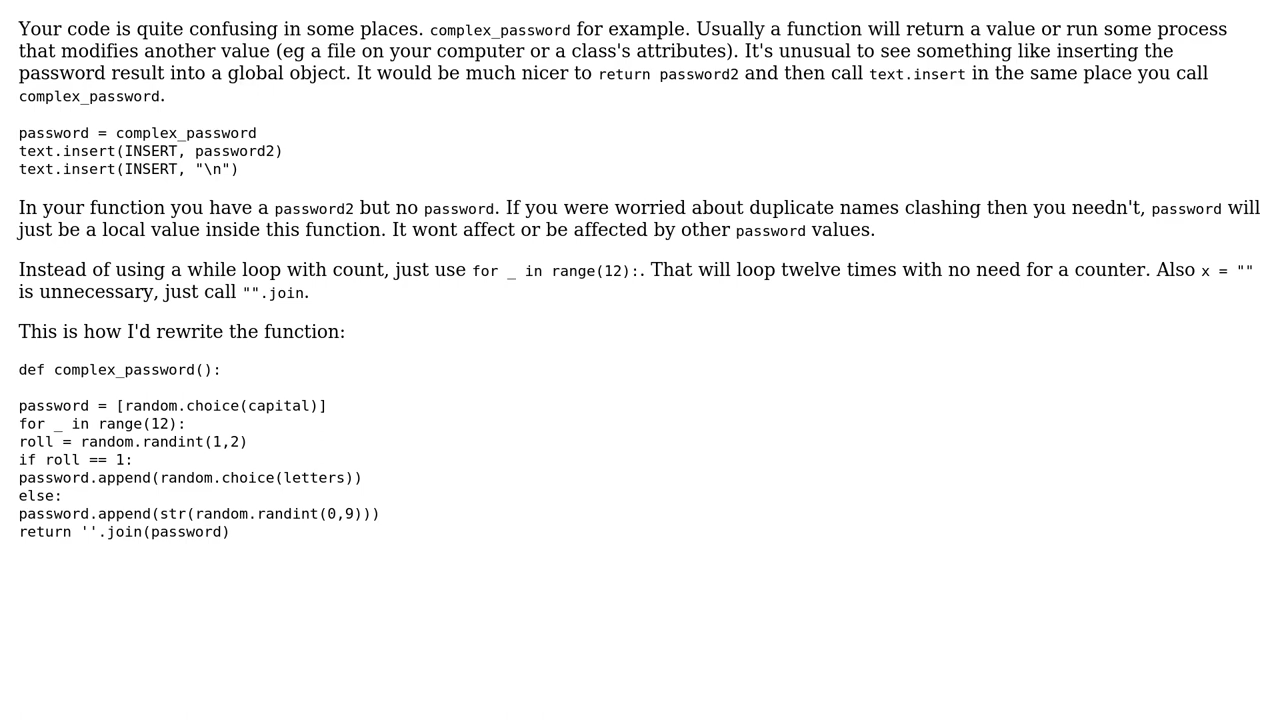 Your code is quite confusing in some places. complex_password for example. Usually a function will return a value or run some process
that modifies another value (eg a file on your computer or a class's attributes). It's unusual to see something like inserting the
password result into a global object. It would be much nicer to return password2 and then call text.insert in the same place you call
complex_password.
password = complex_password
text.insert(INSERT, password2)
text.insert(INSERT, "\n")
In your function you have a password2 but no password. If you were worried about duplicate names clashing then you needn't, password will
just be a local value inside this function. It wont affect or be affected by other password values.
Instead of using a while loop with count, just use for _ in range(12):. That will loop twelve times with no need for a counter. Also x = ""
is unnecessary, just call "".join.
This is how I'd rewrite the function:
def complex_password():
password = [random.choice(capital)]
for _ in range(12):
roll = random.randint(1,2)
if roll == 1:
password.append(random.choice(letters))
else:
password.append(str(random.randint(0,9)))
return ''.join(password)